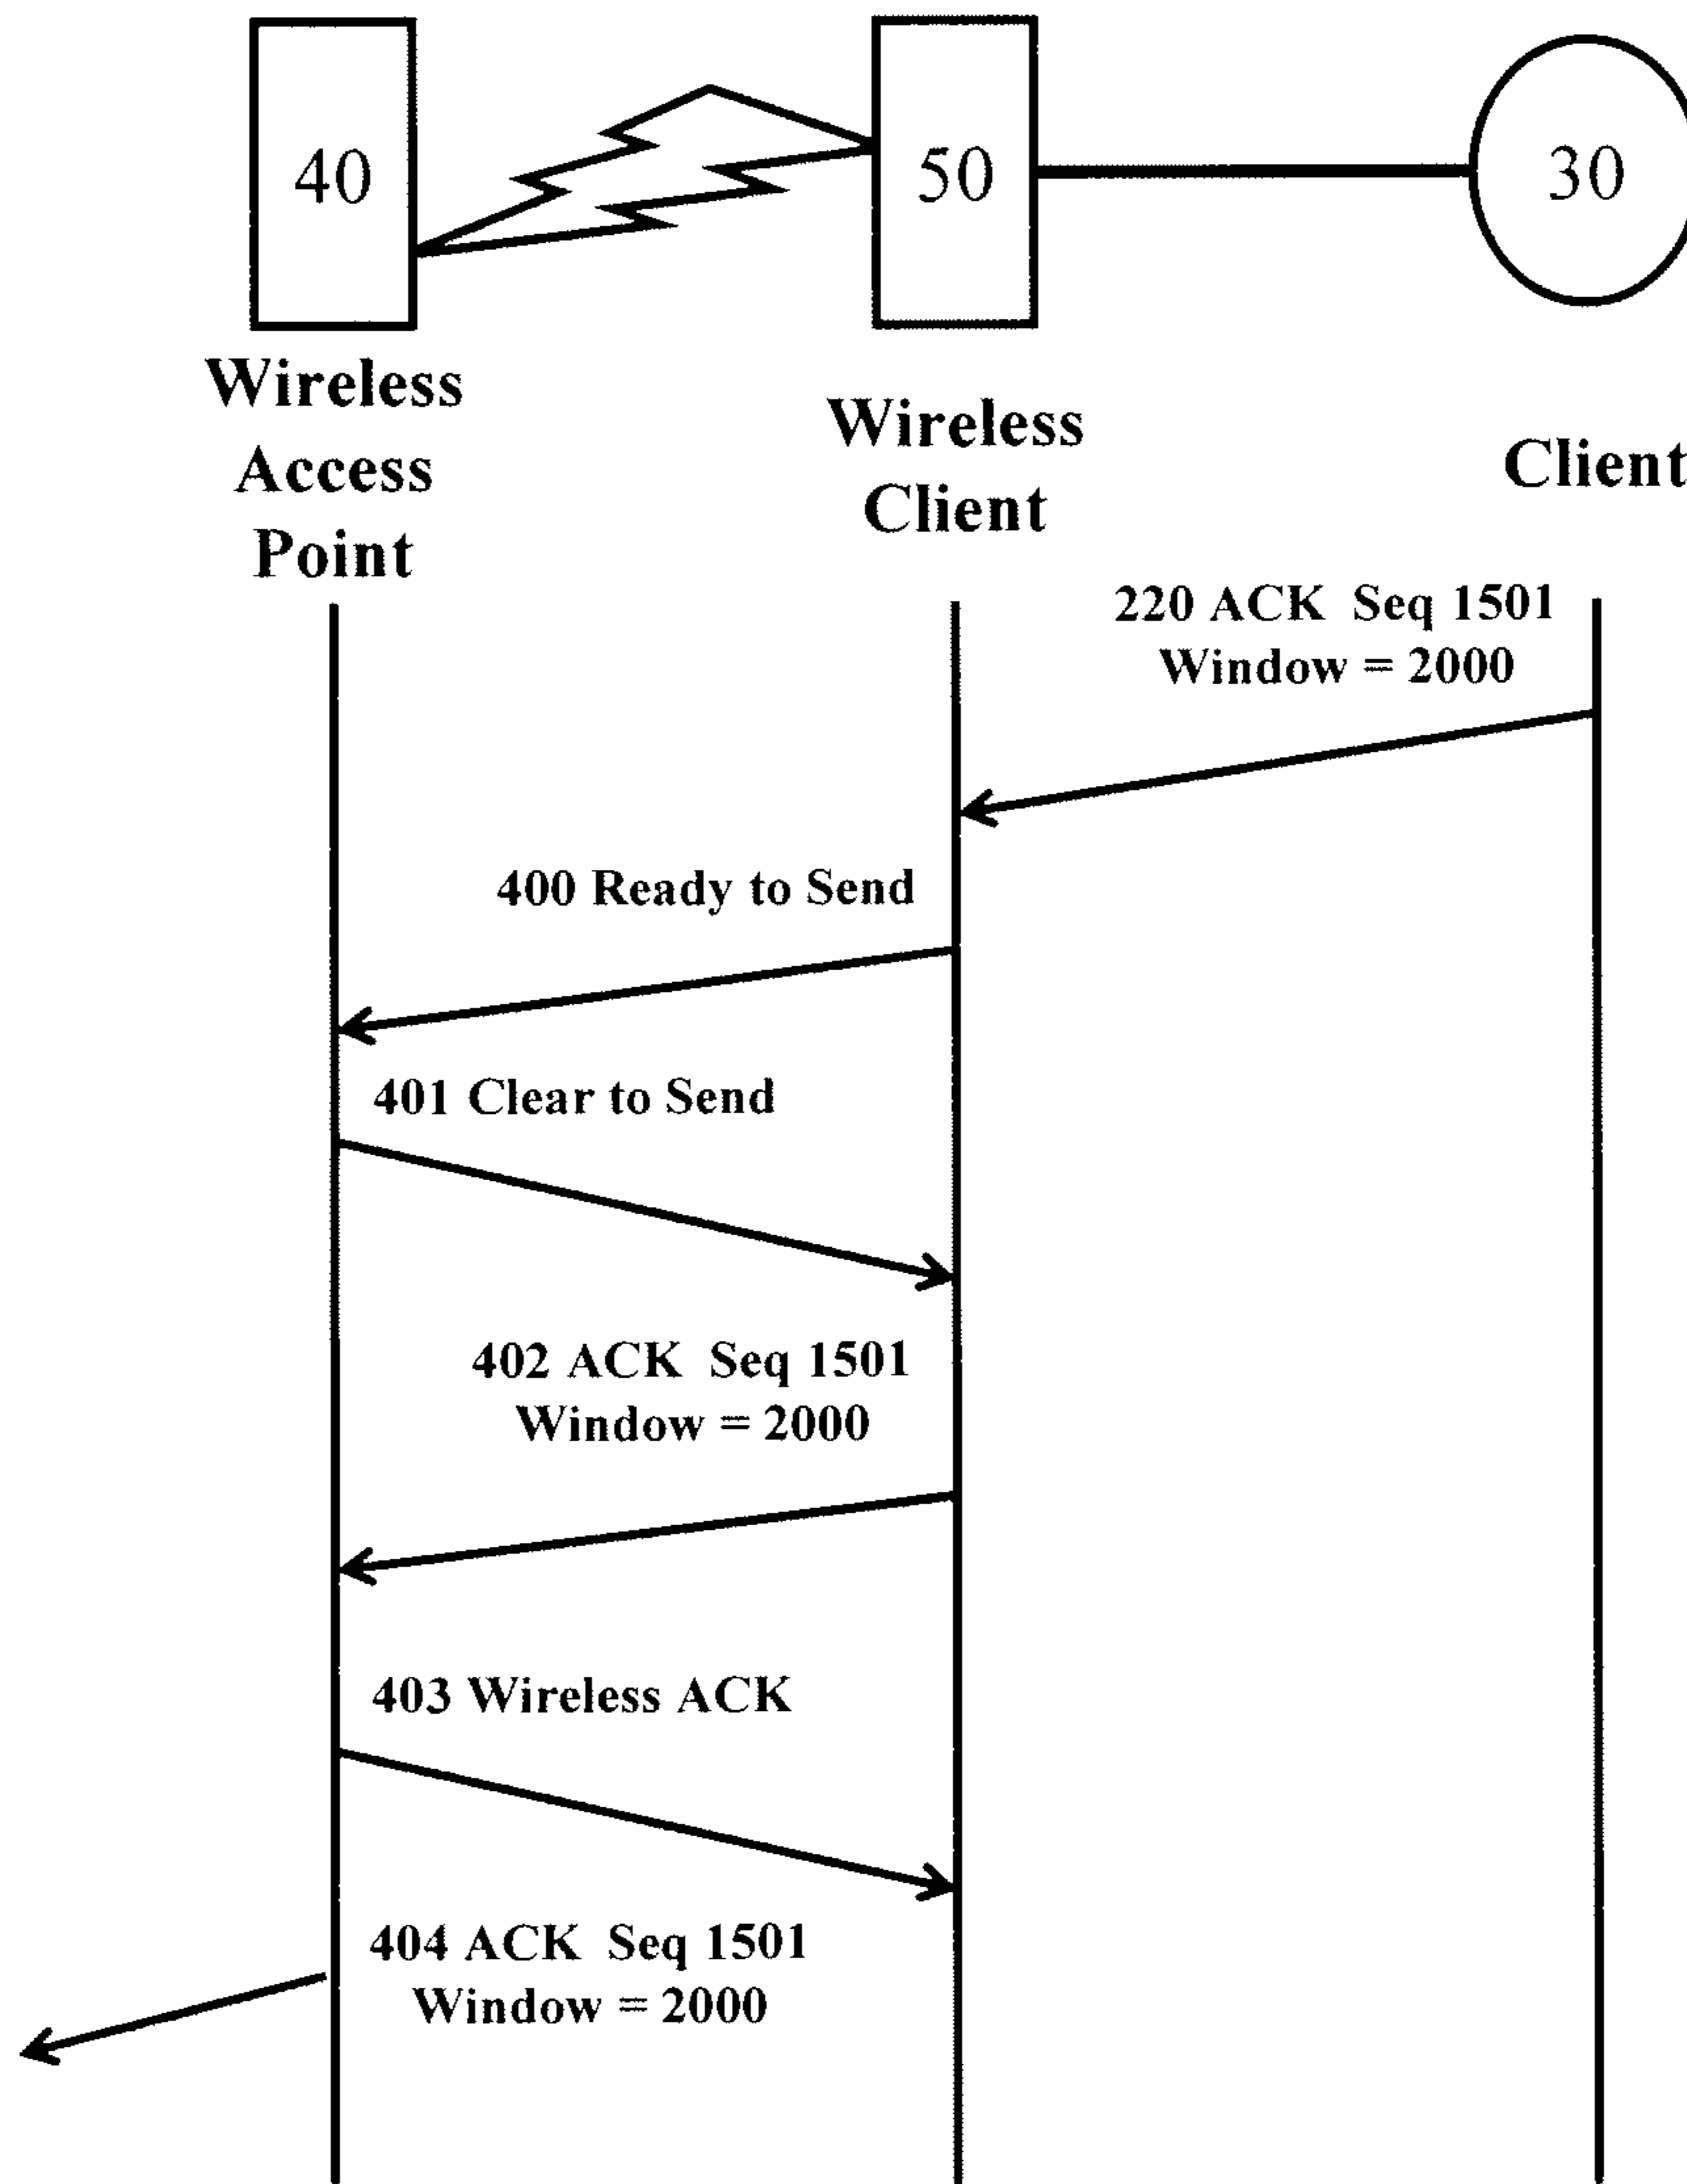 40
50
30
Wireless
Access
Point
Wireless
Client
Client
220 ACK Seq 1501
Window = 2000
400 Ready to Send
401 Clear to Send
402 ACK Seq 1501
Window = 2000
403 Wireless ACK
404 ACK Seq 1501
Window = 2000